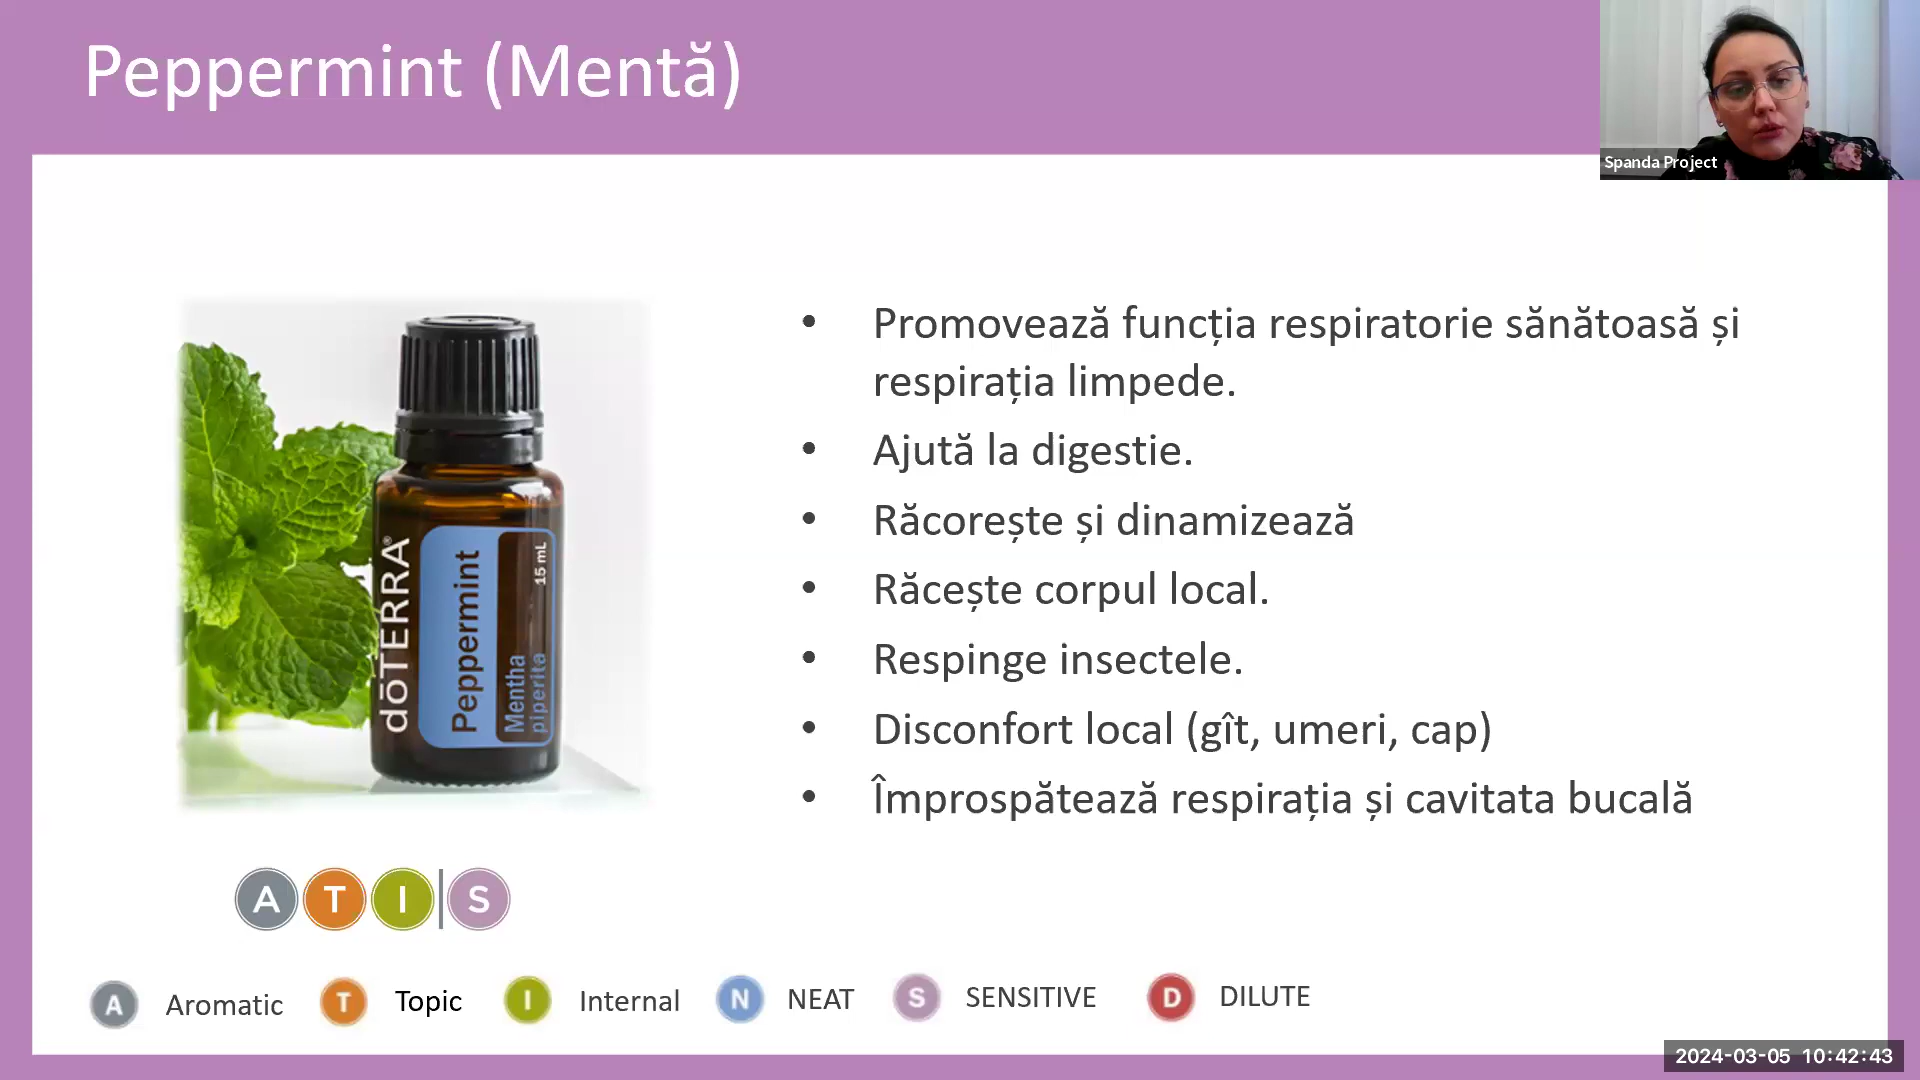 Peppermint (Mentă)
Spanda Project
• Promovează funcția respiratorie sănătoasă și
respirația limpede.
• Ajută la digestie.
• Răcorește și dinamizează
• Răcește corpul local.
• Respinge insectele.
• Disconfort local (gît, umeri, cap)
• Împrospătează respirația și cavitata bucală
dōTERRA®
Peppermint
Mentha
piperita
15 mL
A T I | S
A Aromatic T Topic I Internal N NEAT S SENSITIVE D DILUTE
2024-03-05 10:42:43